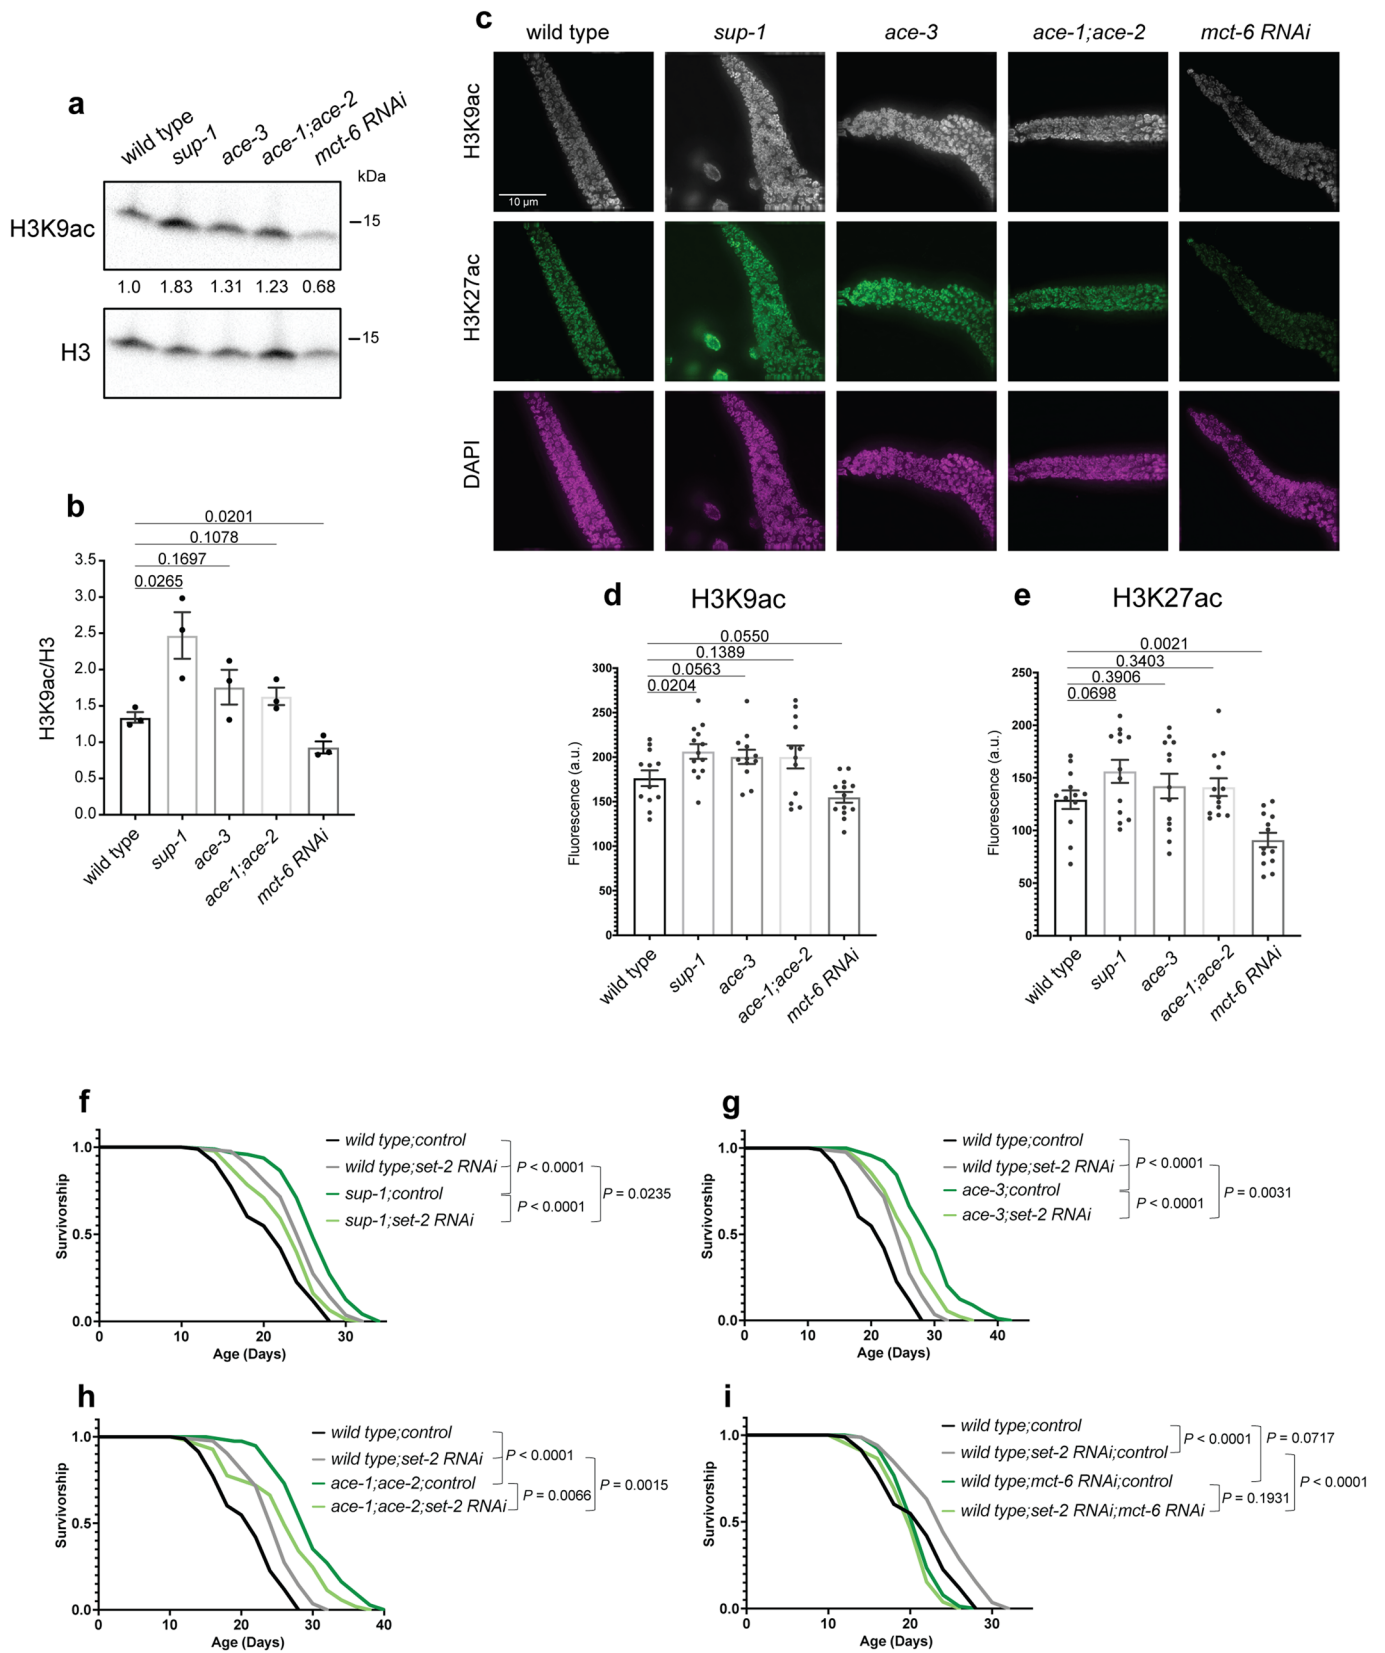 a
wild type
sup-1
ace-3
ace-1;ace-2
mct-6 RNAi
kDa
H3K9ac
15
1.0 1.83 1.31 1.23 0.68
H3
15
b
0.0201
0.1078
0.1697
0.0265
H3K9ac/H3
3.5
3.0
2.5
2.0
1.5
1.0
0.5
0.0
wild type
sup-1
ace-3
ace-1;ace-2
mct-6 RNAi
c
wild type sup-1 ace-3 ace-1;ace-2 mct-6 RNAi
H3K9ac
10 µm
H3K27ac
DAPI
d
H3K9ac
0.0550
0.1389
0.0563
0.0204
Fluorescence (a.u.)
300
250
200
150
100
50
0
wild type
sup-1
ace-3
ace-1;ace-2
mct-6 RNAi
e
H3K27ac
0.0021
0.3403
0.3906
0.0698
Fluorescence (a.u.)
250
200
150
100
50
0
wild type
sup-1
ace-3
ace-1;ace-2
mct-6 RNAi
f
Survivorship
1.0
0.5
0.0
0 10 20 30
Age (Days)
wild type;control
wild type;set-2 RNAi
sup-1;control
sup-1;set-2 RNAi
P < 0.0001
P < 0.0001
P = 0.0235
g
Survivorship
1.0
0.5
0.0
0 10 20 30 40
Age (Days)
wild type;control
wild type;set-2 RNAi
ace-3;control
ace-3;set-2 RNAi
P < 0.0001
P < 0.0001
P = 0.0031
h
Survivorship
1.0
0.5
0.0
0 10 20 30 40
Age (Days)
wild type;control
wild type;set-2 RNAi
ace-1;ace-2;control
ace-1;ace-2;set-2 RNAi
P < 0.0001
P = 0.0066
P = 0.0015
i
Survivorship
1.0
0.5
0.0
0 10 20 30
Age (Days)
wild type;control
wild type;set-2 RNAi;control
wild type;mct-6 RNAi;control
wild type;set-2 RNAi;mct-6 RNAi
P < 0.0001
P = 0.0717
P = 0.1931
P < 0.0001